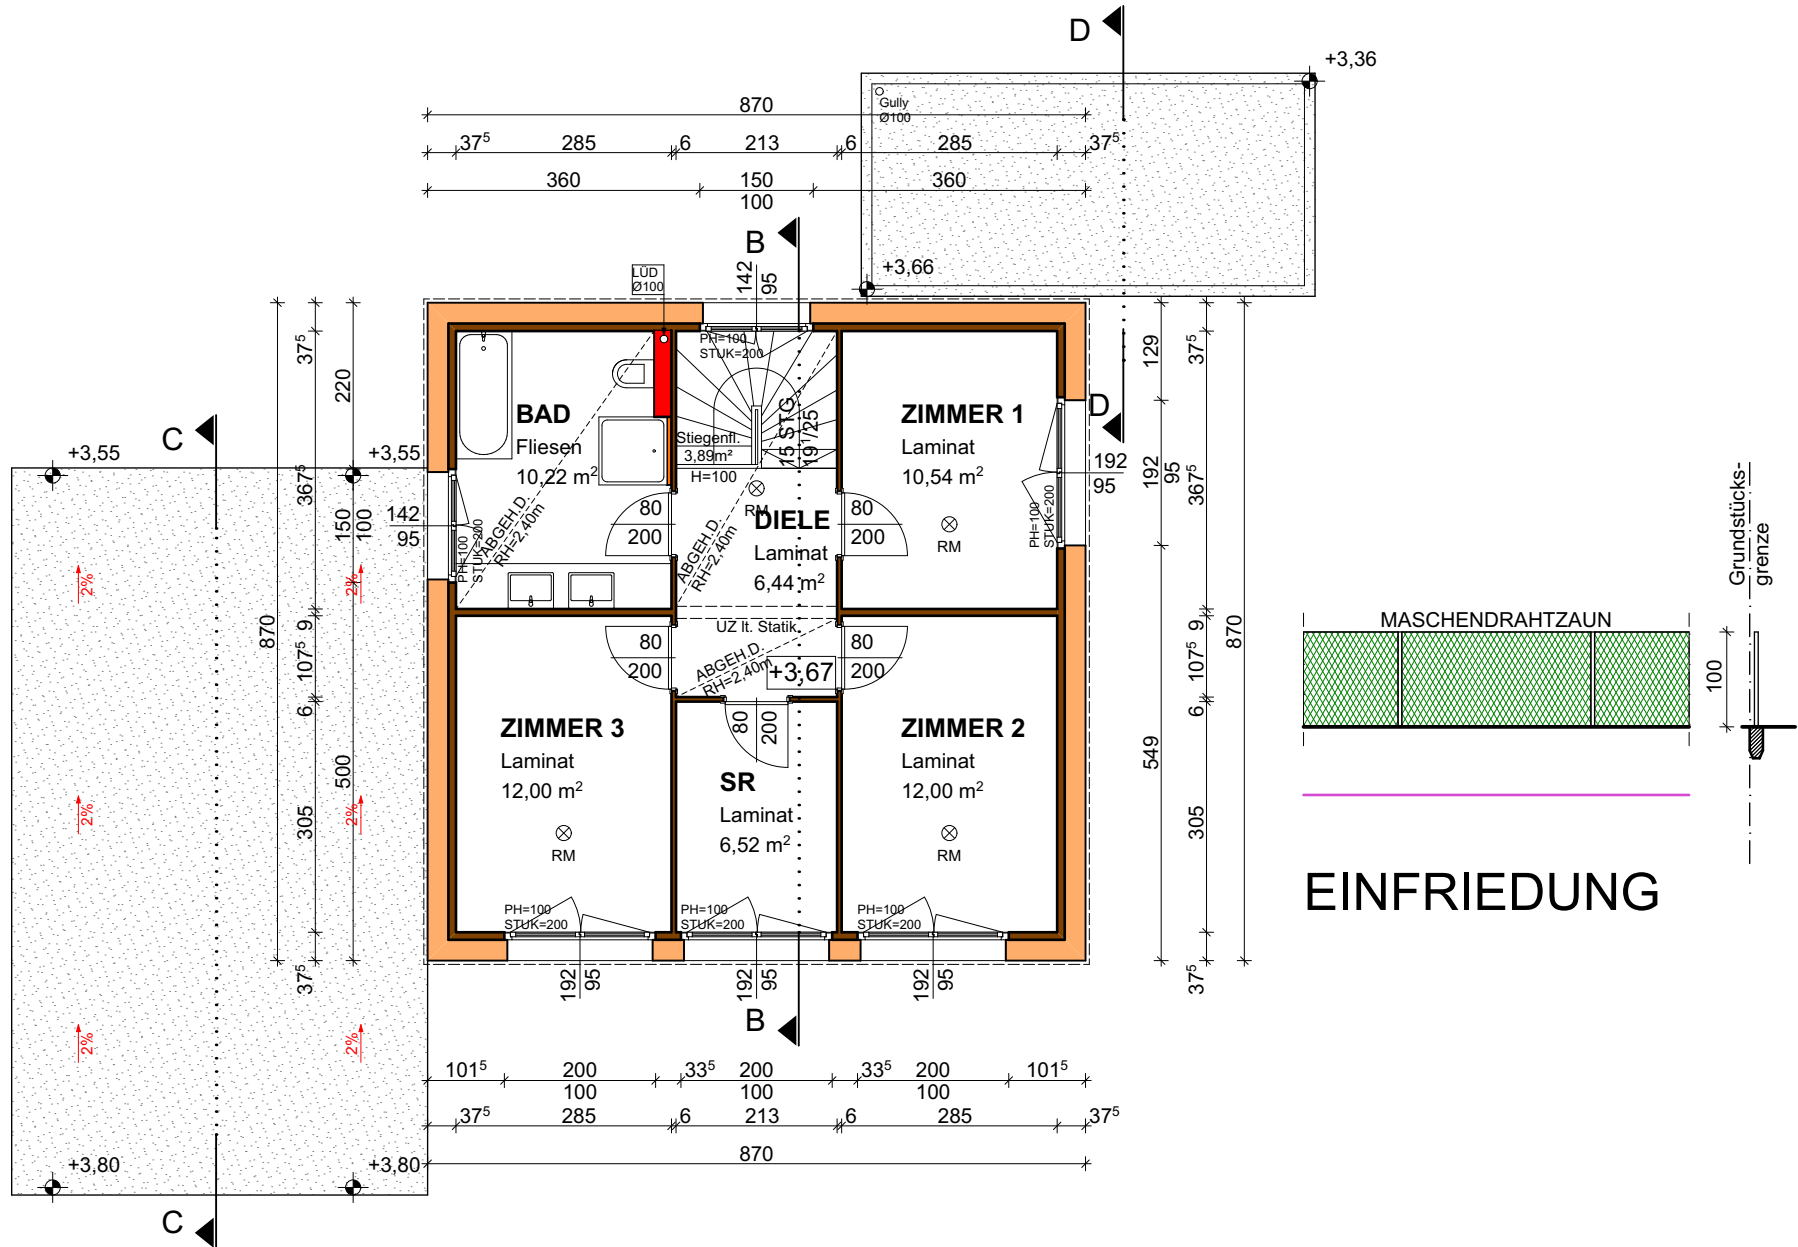 D
+3,36
Gully
Ø100
870
37⁵ 285 6 213 6 285 37⁵
360 150 360
100
B
142
95
+3,66
LÜD
Ø100
37⁵
220
129
37⁵
PH=100
STUK=200
BAD
Fliesen
10,22 m²
Stiegenfl.
3,89m²
H=100
15 STG
19¹/25
ZIMMER 1
Laminat
10,54 m²
D
C
+3,55
+3,55
367⁵
150
100
142
95
PH=100
STUK=200
ABGEH.D.
RH=2,40m
80
200
RM
DIELE
Laminat
6,44 m²
ABGEH.D.
RH=2,40m
80
200
RM
PH=100
STUK=200
192
95
192
95
367⁵
Grundstücks-
grenze
2%
2%
870
9
107⁵
6
80
200
UZ lt. Statik
ABGEH.D.
RH=2,40m
+3,67
80
200
9
107⁵
6
870
MASCHENDRAHTZAUN
100
ZIMMER 3
Laminat
12,00 m²
RM
80
200
SR
Laminat
6,52 m²
ZIMMER 2
Laminat
12,00 m²
RM
500
305
549
305
2%
2%
EINFRIEDUNG
PH=100
STUK=200
PH=100
STUK=200
PH=100
STUK=200
37⁵
192
95
192
95
192
95
37⁵
B
2%
2%
101⁵ 200 33⁵ 200 33⁵ 200 101⁵
100 100 100
37⁵ 285 6 213 6 285 37⁵
870
+3,80
+3,80
C